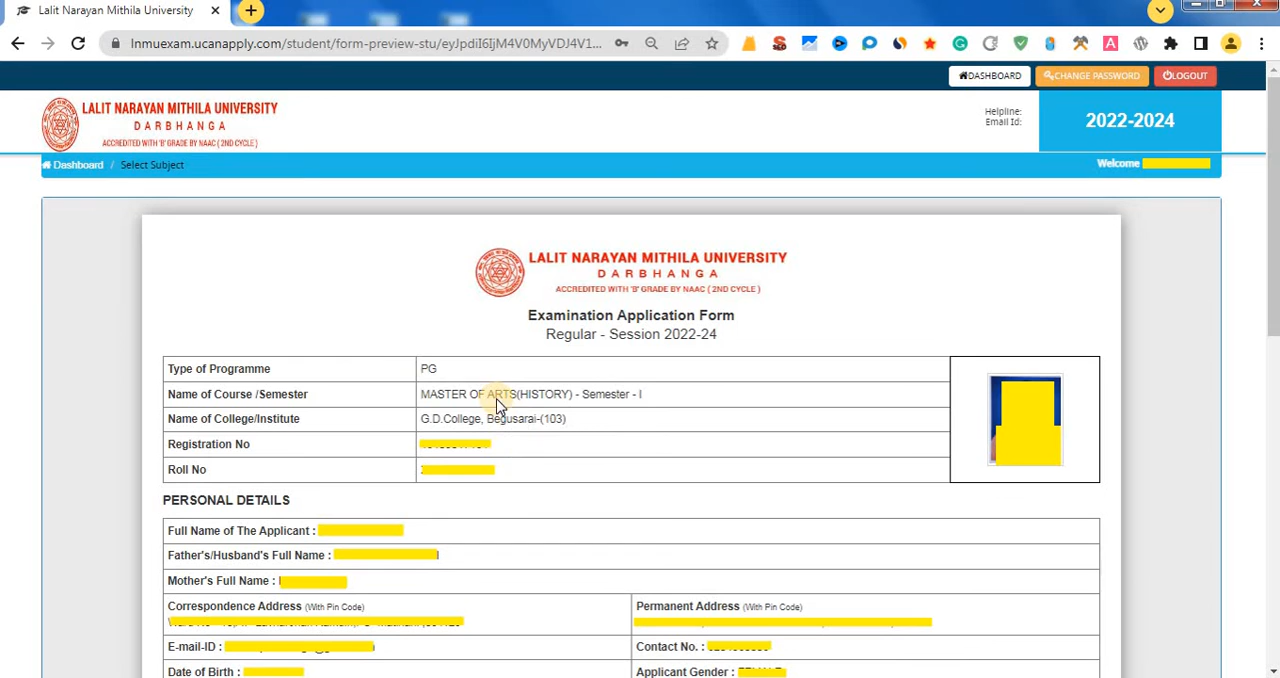 Lalit Narayan Mithila University
lnmuexam.ucanapply.com/student/form-preview-stu/eyJpdiI6IjM4V0MyVDJ4V1...
DASHBOARD
CHANGE PASSWORD
LOGOUT
LALIT NARAYAN MITHILA UNIVERSITY
DARBHANGA
ACCREDITED WITH 'B' GRADE BY NAAC ( 2ND CYCLE )
Helpline:
Email Id:
2022-2024
Dashboard / Select Subject
Welcome
LALIT NARAYAN MITHILA UNIVERSITY
DARBHANGA
ACCREDITED WITH 'B' GRADE BY NAAC ( 2ND CYCLE )
Examination Application Form
Regular - Session 2022-24
Type of Programme PG
Name of Course /Semester MASTER OF ARTS(HISTORY) - Semester - I
Name of College/Institute G.D.College, Begusarai-(103)
Registration No
Roll No
PERSONAL DETAILS
Full Name of The Applicant :
Father's/Husband's Full Name :
Mother's Full Name :
Correspondence Address (With Pin Code)
Permanent Address (With Pin Code)
E-mail-ID :
Contact No. :
Date of Birth :
Applicant Gender :